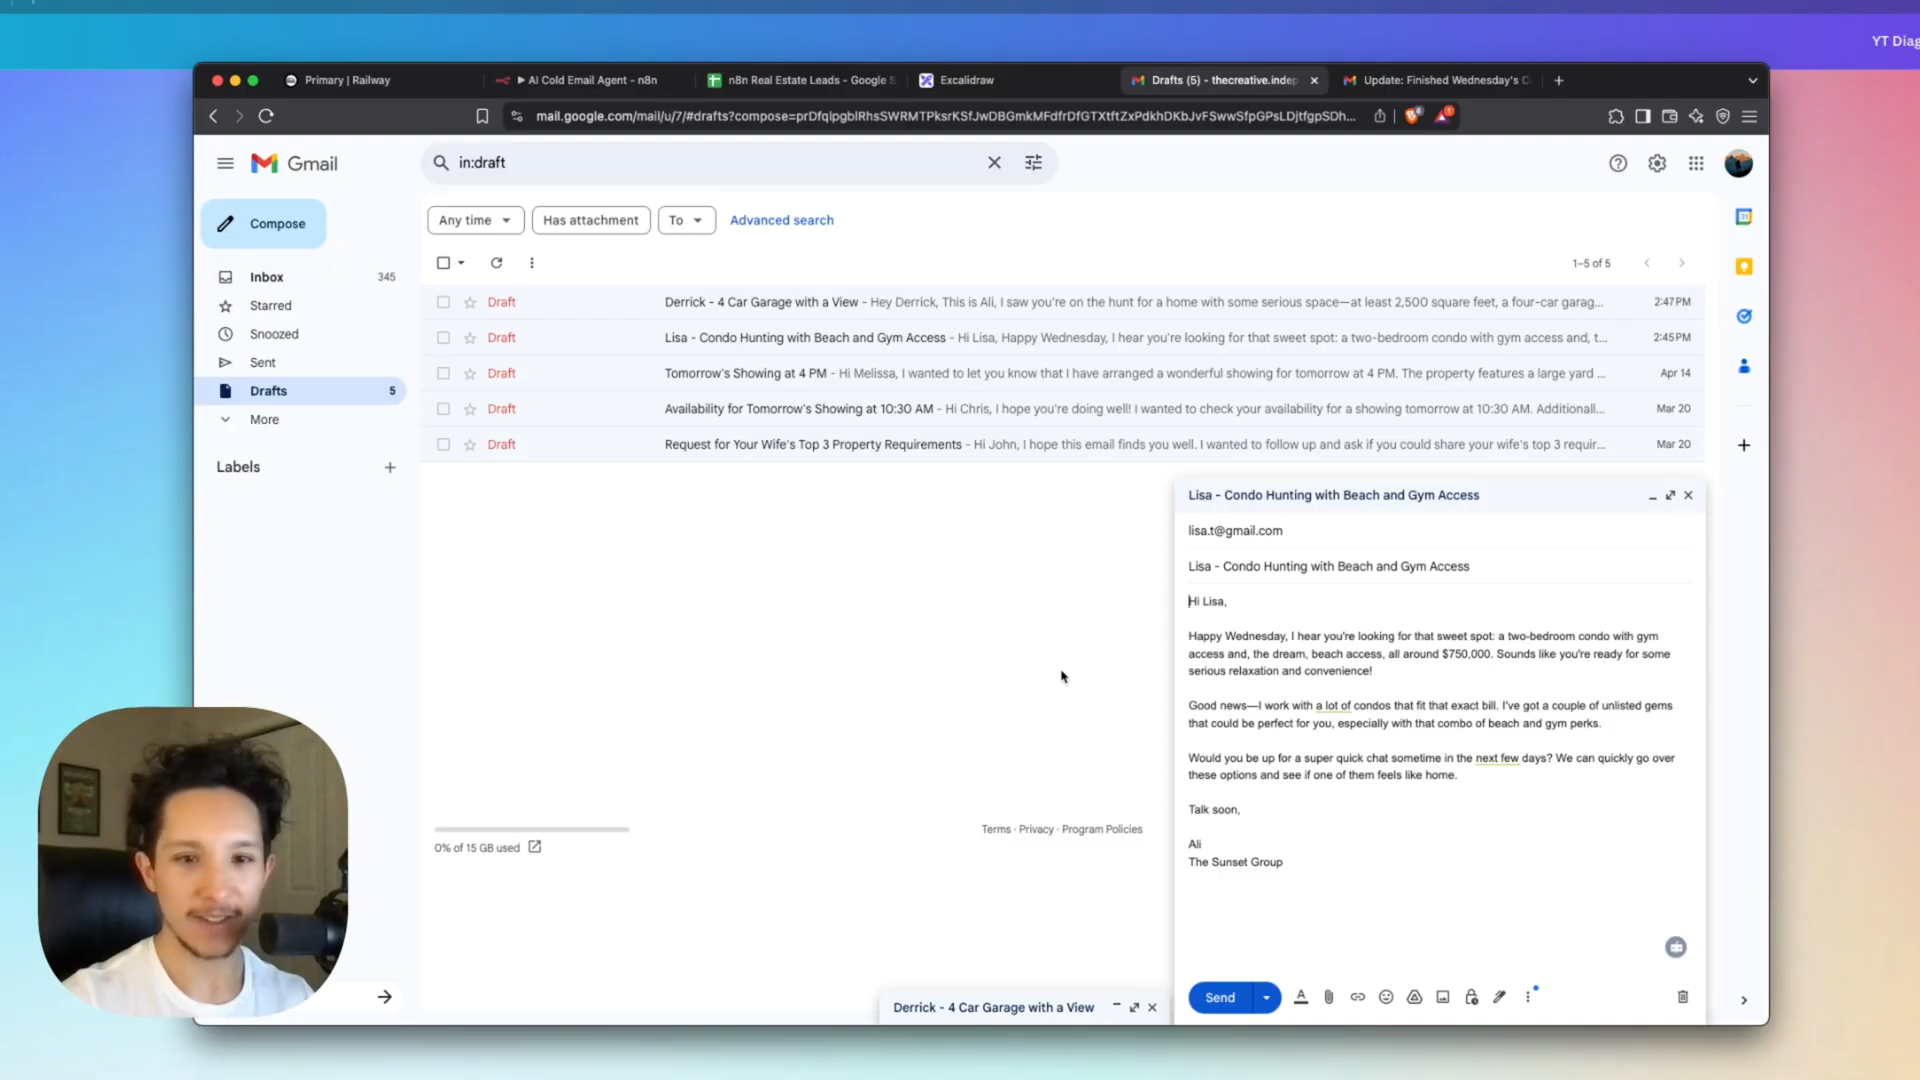 YT Diag
Primary | Railway
AI Cold Email Agent - n8n
n8n Real Estate Leads - Google S
Excalidraw
Drafts (5) - thecreative.indep
Update: Finished Wednesday's C
mail.google.com/mail/u/7/#drafts?compose=prDfqlpgblRhsSWRMTPksrKSfJwDBGmkMFdfrDfGTXtftZxPdkhDKbJvFSwwSfpGPsLDjtfgpSDh...
Gmail
in:draft
Compose
Any time
Has attachment
To
Advanced search
Inbox 345
Starred
Snoozed
Sent
Drafts 5
More
Labels
1–5 of 5
Draft Derrick - 4 Car Garage with a View - Hey Derrick, This is Ali, I saw you're on the hunt for a home with some serious space—at least 2,500 square feet, a four-car garag... 2:47 PM
Draft Lisa - Condo Hunting with Beach and Gym Access - Hi Lisa, Happy Wednesday, I hear you're looking for that sweet spot: a two-bedroom condo with gym access and, t... 2:45 PM
Draft Tomorrow's Showing at 4 PM - Hi Melissa, I wanted to let you know that I have arranged a wonderful showing for tomorrow at 4 PM. The property features a large yard ... Apr 14
Draft Availability for Tomorrow's Showing at 10:30 AM - Hi Chris, I hope you're doing well! I wanted to check your availability for a showing tomorrow at 10:30 AM. Additionall... Mar 20
Draft Request for Your Wife's Top 3 Property Requirements - Hi John, I hope this email finds you well. I wanted to follow up and ask if you could share your wife's top 3 requir... Mar 20
0% of 15 GB used
Terms · Privacy · Program Policies
Derrick - 4 Car Garage with a View
Lisa - Condo Hunting with Beach and Gym Access
lisa.t@gmail.com
Lisa - Condo Hunting with Beach and Gym Access
Hi Lisa,
Happy Wednesday, I hear you're looking for that sweet spot: a two-bedroom condo with gym
access and, the dream, beach access, all around $750,000. Sounds like you're ready for some
serious relaxation and convenience!
Good news—I work with a lot of condos that fit that exact bill. I've got a couple of unlisted gems
that could be perfect for you, especially with that combo of beach and gym perks.
Would you be up for a super quick chat sometime in the next few days? We can quickly go over
these options and see if one of them feels like home.
Talk soon,
Ali
The Sunset Group
Send